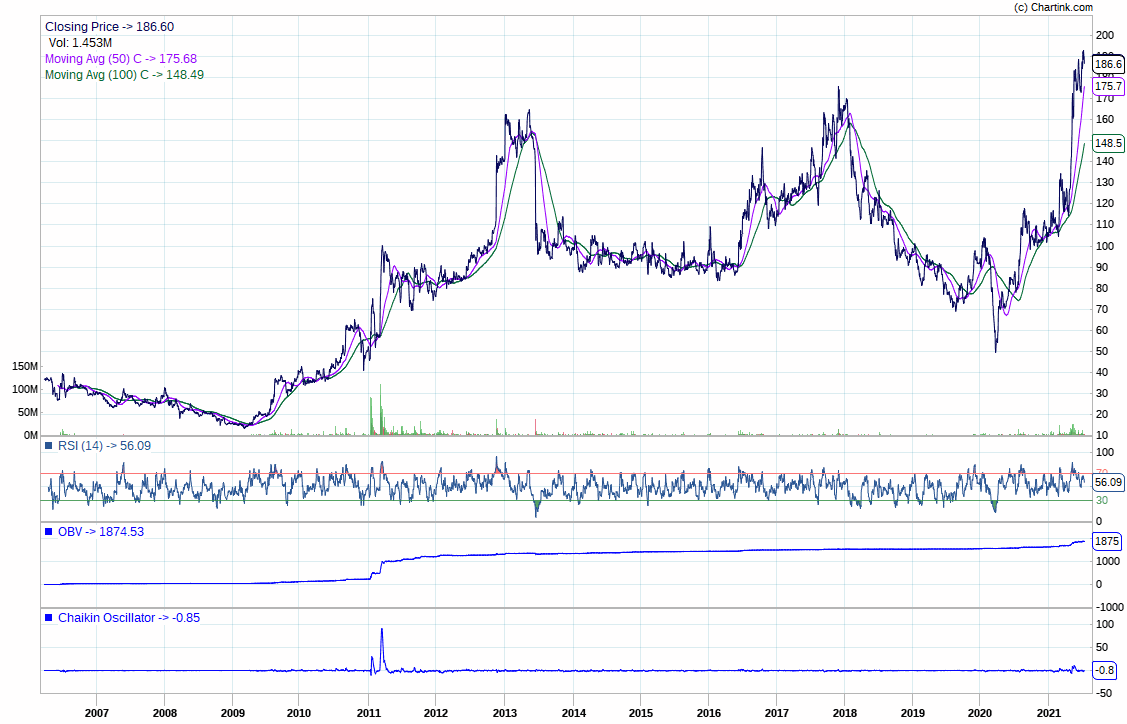 (c) Chartink.com
Closing Price -> 186.60
Vol: 1.453M
Moving Avg (50) C -> 175.68
Moving Avg (100) C -> 148.49
200
186.6
175.7
170
160
148.5
140
130
120
110
100
90
80
70
60
50
40
30
20
10
150M
100M
50M
0M
RSI (14) -> 56.09
100
70
56.09
30
0
OBV -> 1874.53
1875
1000
0
-1000
Chaikin Oscillator -> -0.85
100
50
-0.8
-50
2007 2008 2009 2010 2011 2012 2013 2014 2015 2016 2017 2018 2019 2020 2021